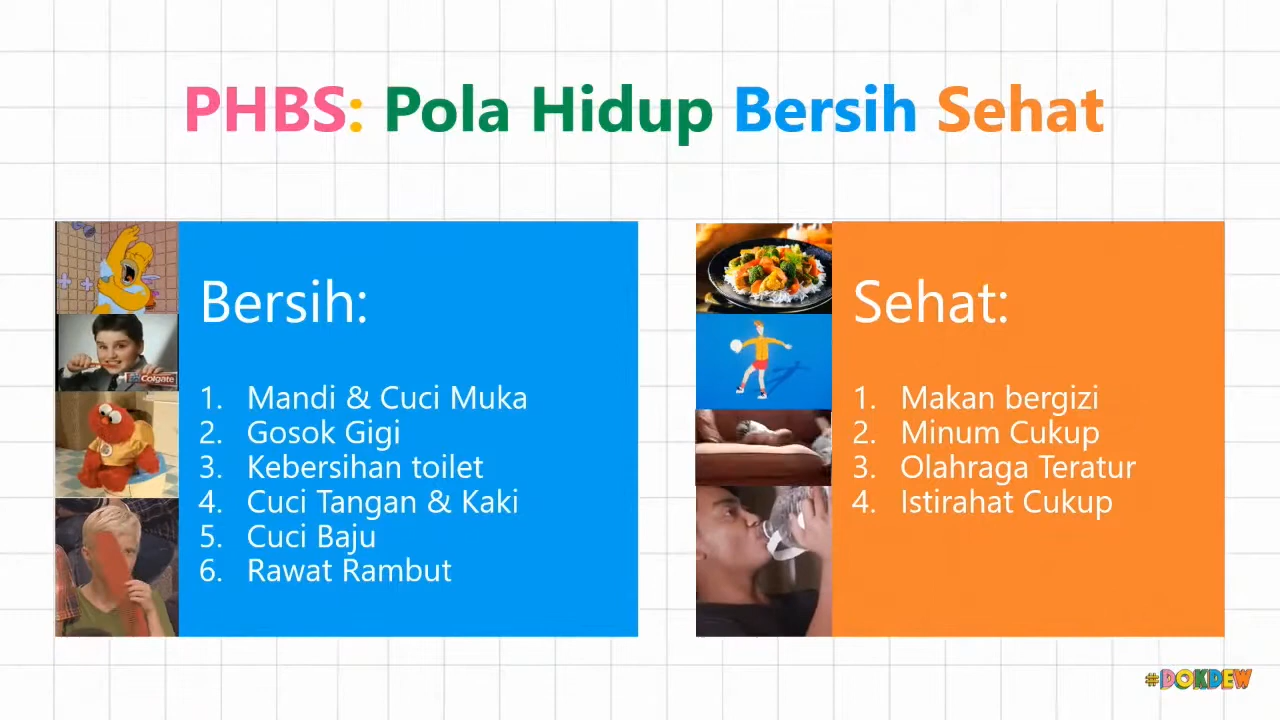 PHBS: Pola Hidup Bersih Sehat
Bersih:
1. Mandi & Cuci Muka
2. Gosok Gigi
3. Kebersihan toilet
4. Cuci Tangan & Kaki
5. Cuci Baju
6. Rawat Rambut
Colgate
Sehat:
1. Makan bergizi
2. Minum Cukup
3. Olahraga Teratur
4. Istirahat Cukup
#DOKDEW